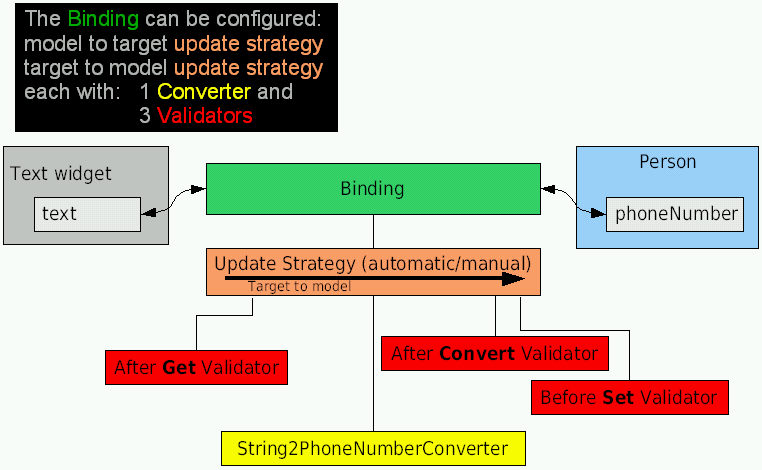 The Binding can be configured:
model to target update strategy
target to model update strategy
each with: 1 Converter and
3 Validators
Text widget
text
Binding
Person
phoneNumber
Update Strategy (automatic/manual)
Target to model
After Get Validator
After Convert Validator
Before Set Validator
String2PhoneNumberConverter